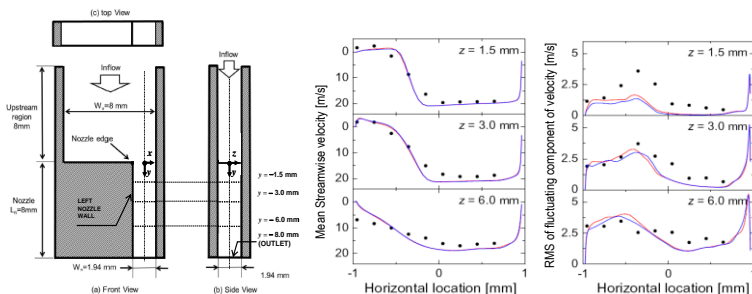 (c) top View
Inflow
Inflow
Upstream
region
8mm
Wu=8 mm
Nozzle edge
x
y
z
y
y = −1.5 mm
y = − 3.0 mm
y = − 6.0 mm
y = − 8.0 mm
(OUTLET)
Nozzle
Ln=8mm
LEFT
NOZZLE
WALL
Wn=1.94 mm
1.94 mm
(a) Front View
(b) Side View
Mean Streamwise velocity [m/s]
z = 1.5 mm
0
10
20
z = 3.0 mm
0
10
20
z = 6.0 mm
0
10
20
-1
0
1
Horizontal location [mm]
RMS of fluctuating component of velocity [m/s]
z = 1.5 mm
5
2.5
0
z = 3.0 mm
5
2.5
0
z = 6.0 mm
5
2.5
0
-1
0
1
Horizontal location [mm]